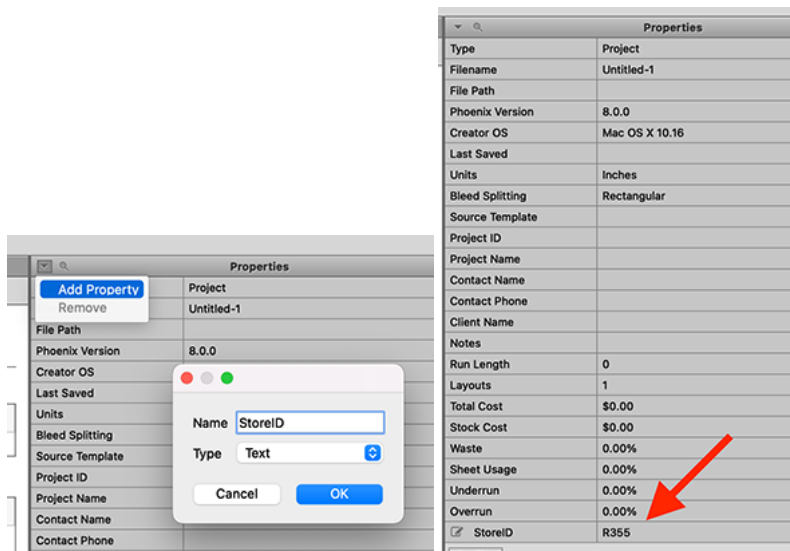 Properties
Add Property
Remove
Project
Untitled-1
File Path
Phoenix Version 8.0.0
Creator OS
Last Saved
Units
Bleed Splitting
Source Template
Project ID
Project Name
Contact Name
Contact Phone
Name StoreID
Type Text
Cancel OK
Properties
Type Project
Filename Untitled-1
File Path
Phoenix Version 8.0.0
Creator OS Mac OS X 10.16
Last Saved
Units Inches
Bleed Splitting Rectangular
Source Template
Project ID
Project Name
Contact Name
Contact Phone
Client Name
Notes
Run Length 0
Layouts 1
Total Cost $0.00
Stock Cost $0.00
Waste 0.00%
Sheet Usage 0.00%
Underrun 0.00%
Overrun 0.00%
StoreID R355